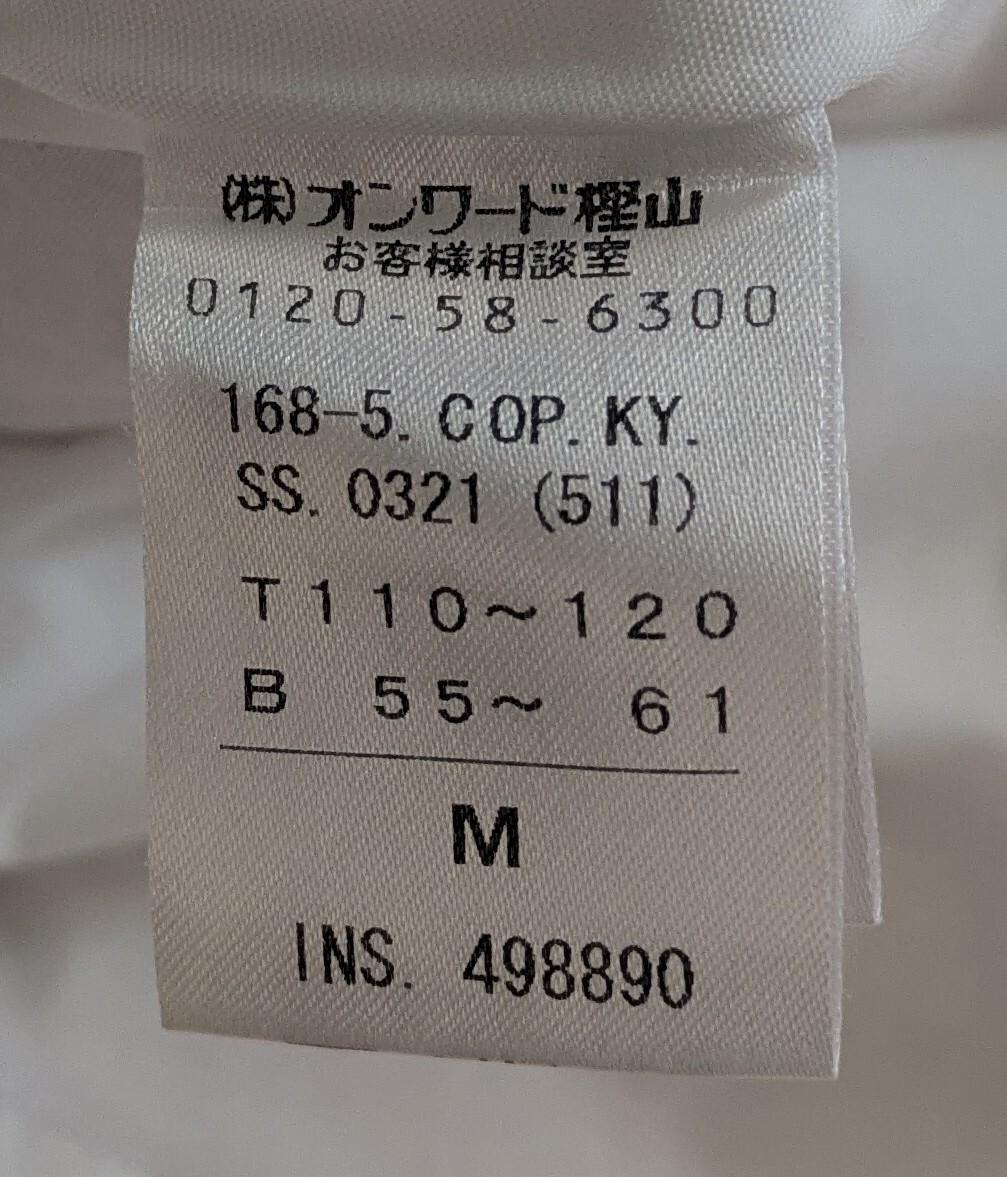 (株)オンワード樫山
お客様相談室
0120-58-6300
168-5. COP. KY.
SS. 0321 (511)
T110〜120
B 55〜 61
M
INS. 498890